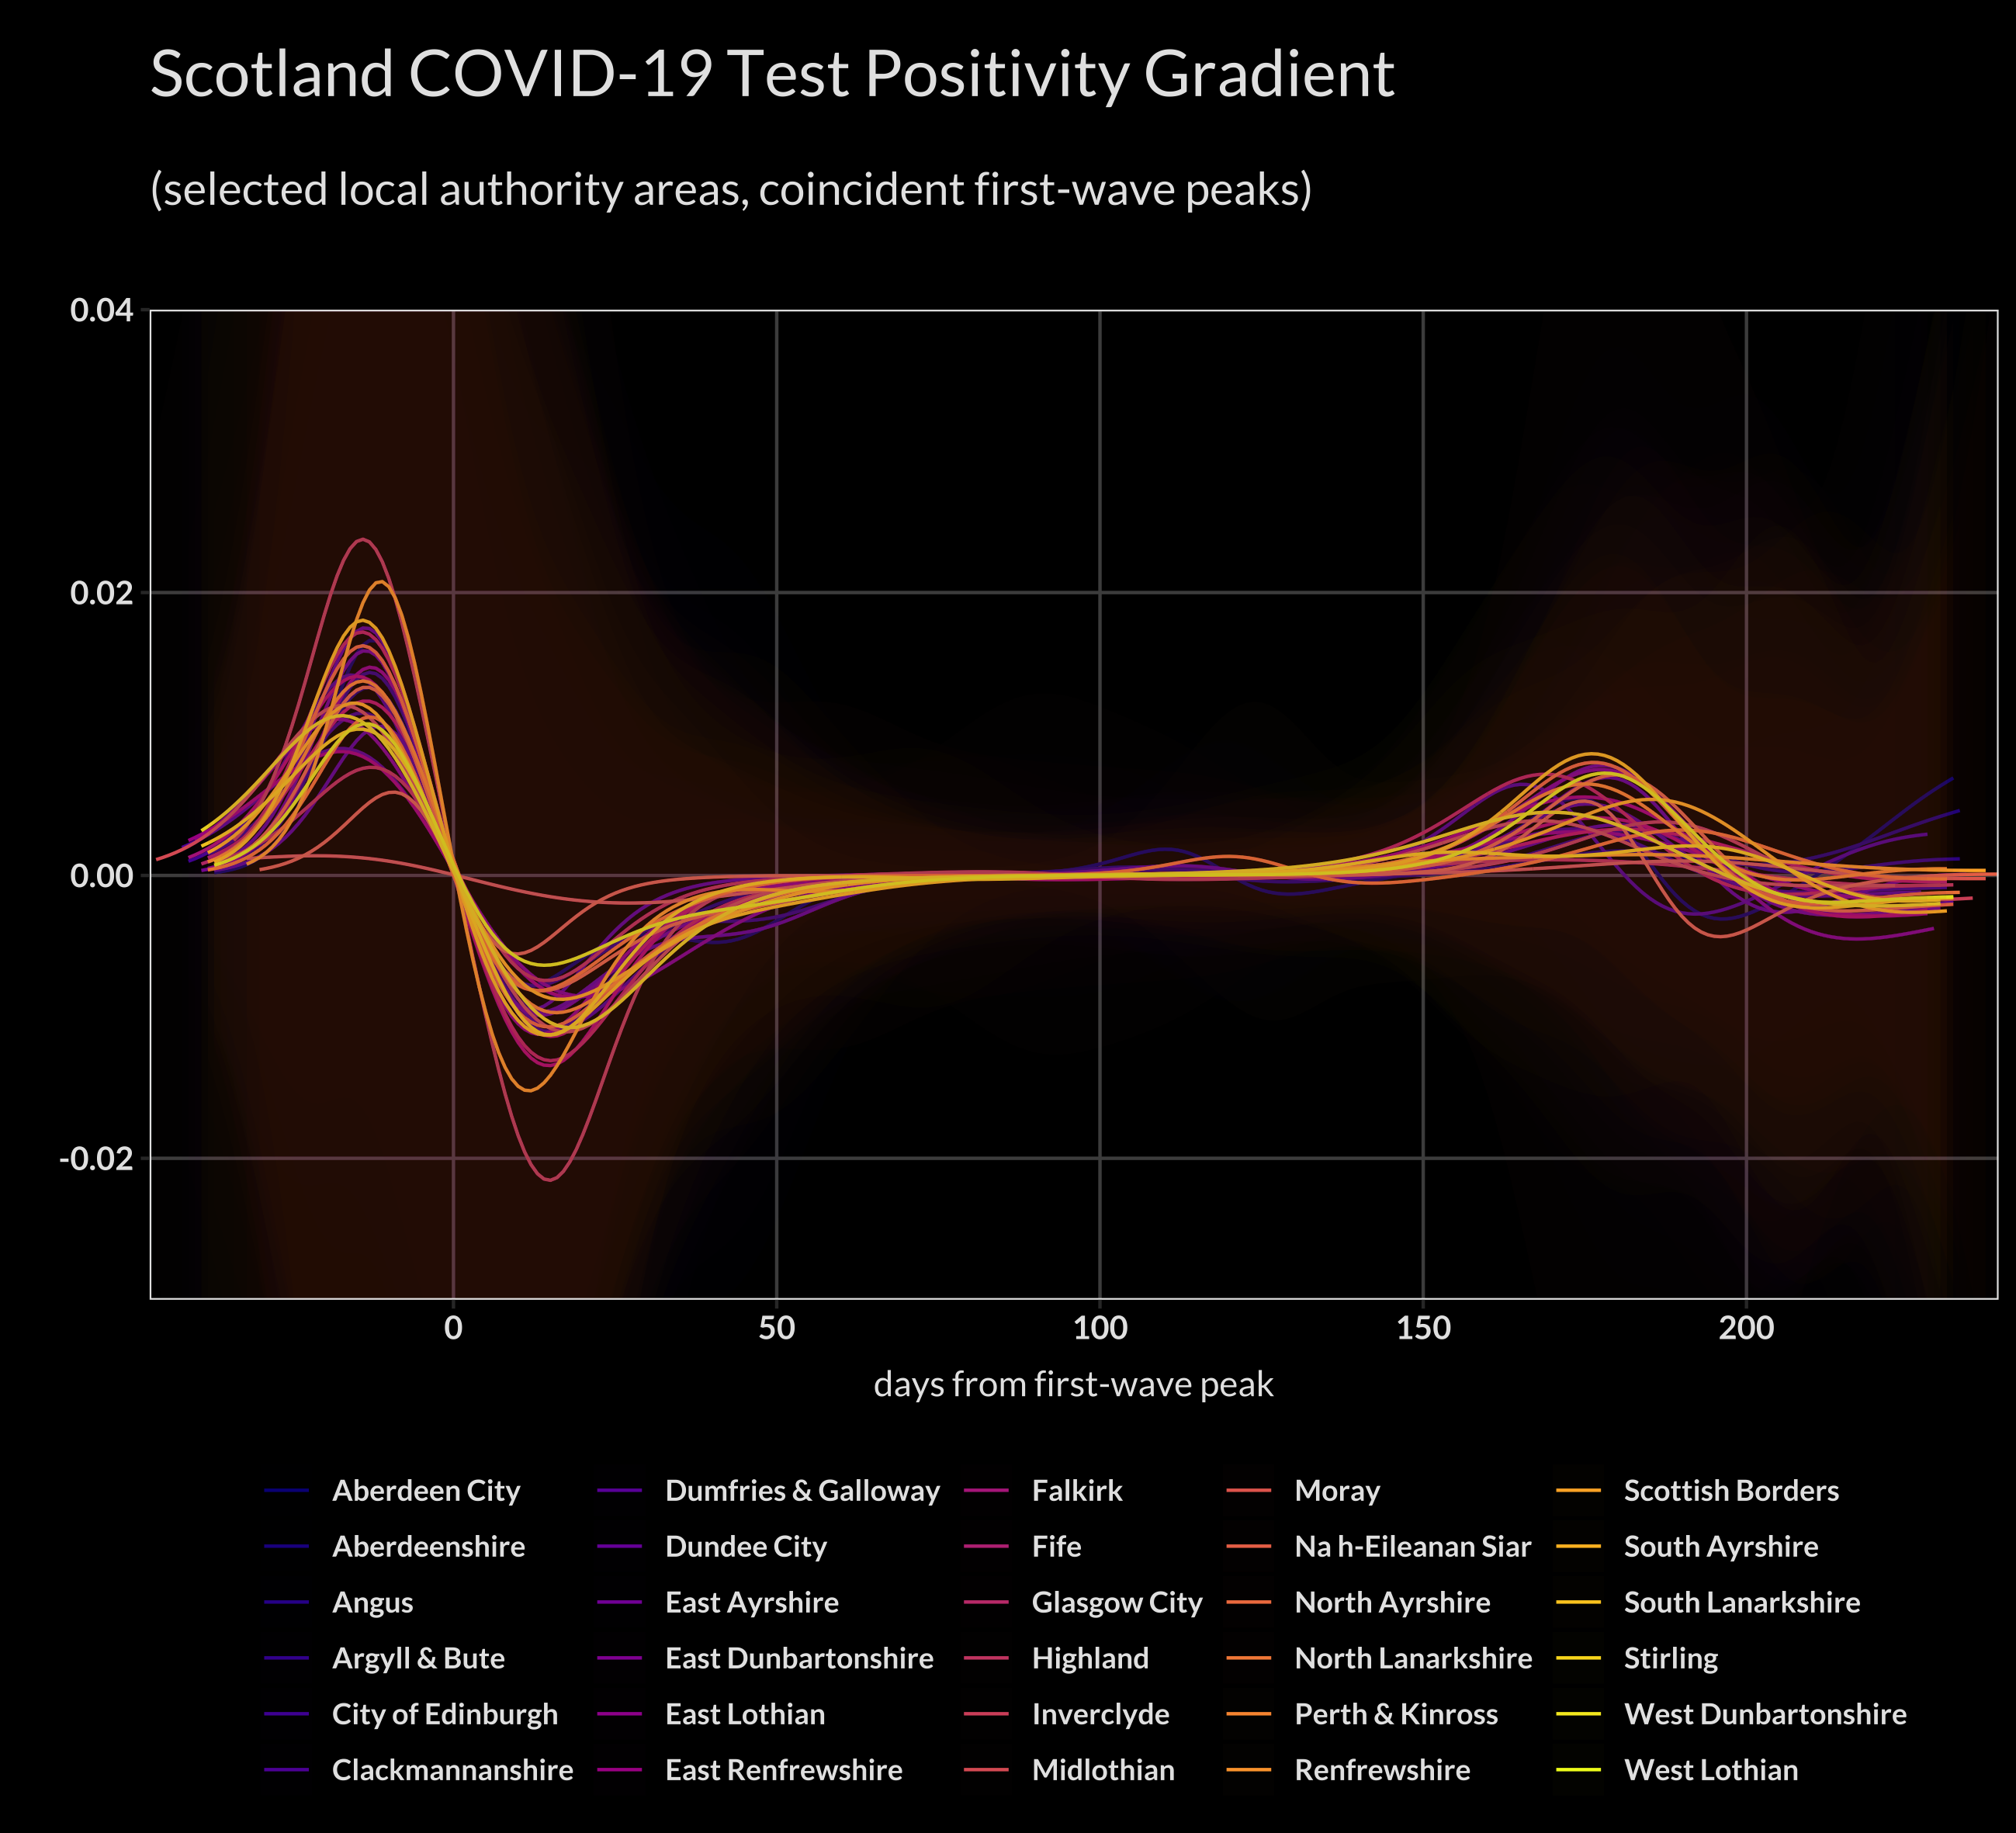 Scotland COVID-19 Test Positivity Gradient
(selected local authority areas, coincident first-wave peaks)
0.04
0.02
0.00
-0.02
0 50 100 150 200
days from first-wave peak
Aberdeen City Dumfries & Galloway Falkirk Moray Scottish Borders
Aberdeenshire Dundee City Fife Na h-Eileanan Siar South Ayrshire
Angus East Ayrshire Glasgow City North Ayrshire South Lanarkshire
Argyll & Bute East Dunbartonshire Highland North Lanarkshire Stirling
City of Edinburgh East Lothian Inverclyde Perth & Kinross West Dunbartonshire
Clackmannanshire East Renfrewshire Midlothian Renfrewshire West Lothian